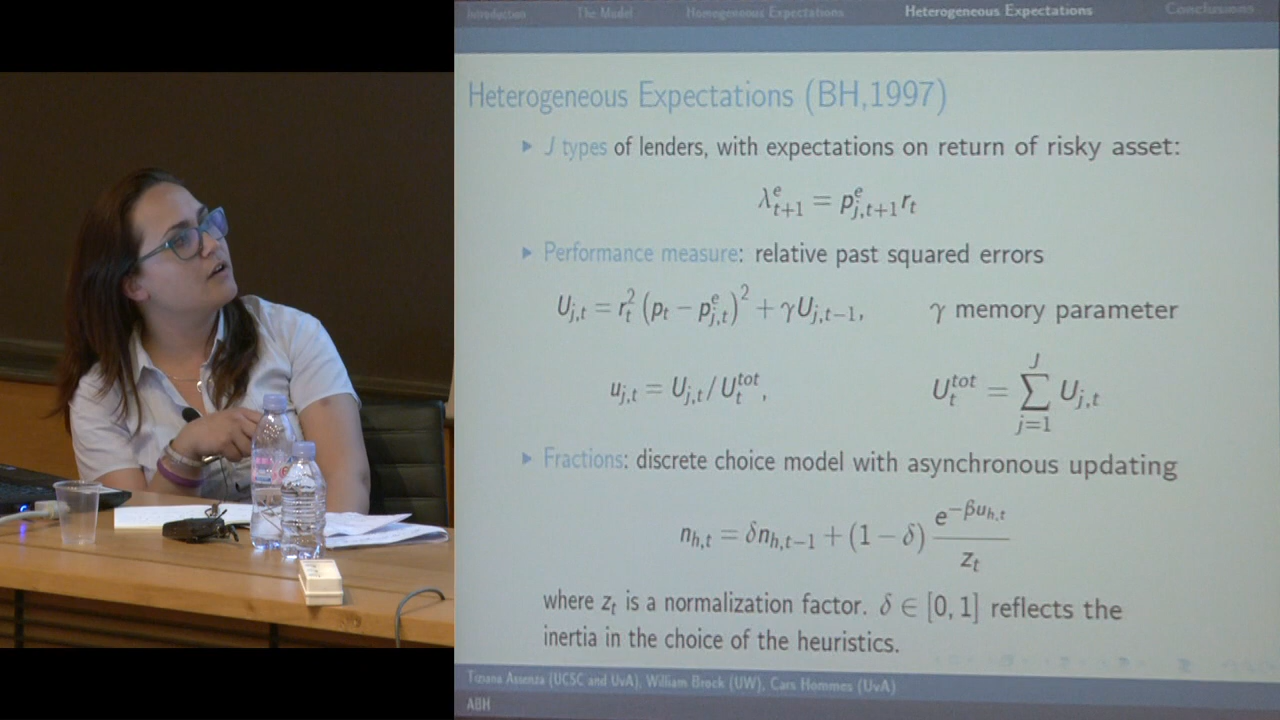 Introduction The Model Homogeneous Expectations Heterogeneous Expectations Conclusions
Heterogeneous Expectations (BH,1997)
▶ J types of lenders, with expectations on return of risky asset:
λ^e_{t+1} = p^e_{j,t+1} r_t
▶ Performance measure: relative past squared errors
U_{j,t} = r_t^2 (p_t − p^e_{j,t})^2 + γU_{j,t−1}, γ memory parameter
u_{j,t} = U_{j,t}/U_t^{tot}, U_t^{tot} = ∑_{j=1}^{J} U_{j,t}
▶ Fractions: discrete choice model with asynchronous updating
n_{h,t} = δn_{h,t−1} + (1 − δ) e^{−βu_{h,t}} / z_t
where z_t is a normalization factor. δ ∈ [0, 1] reflects the
inertia in the choice of the heuristics.
Tiziana Assenza (UCSC and UvA), William Brock (UW), Cars Hommes (UvA)
ABH